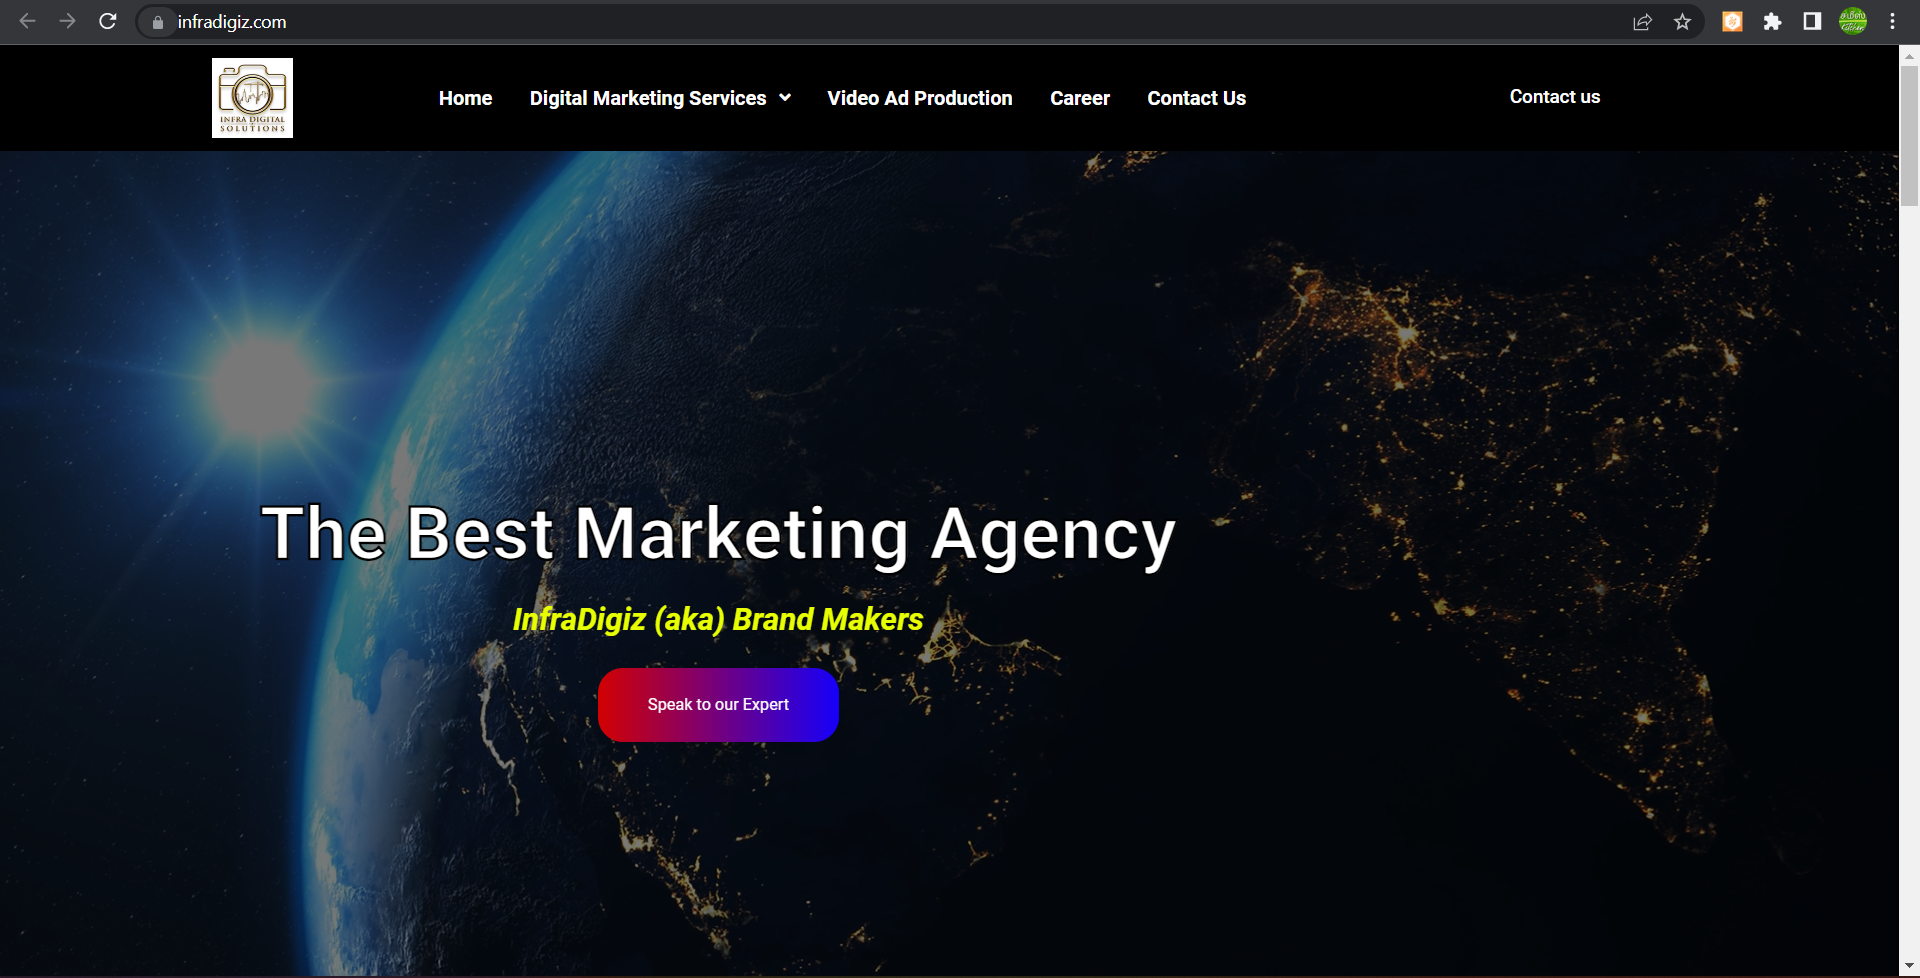 infradigiz.com
INFRA DIGITAL
SOLUTIONS
Home Digital Marketing Services Video Ad Production Career Contact Us Contact us
The Best Marketing Agency
InfraDigiz (aka) Brand Makers
Speak to our Expert